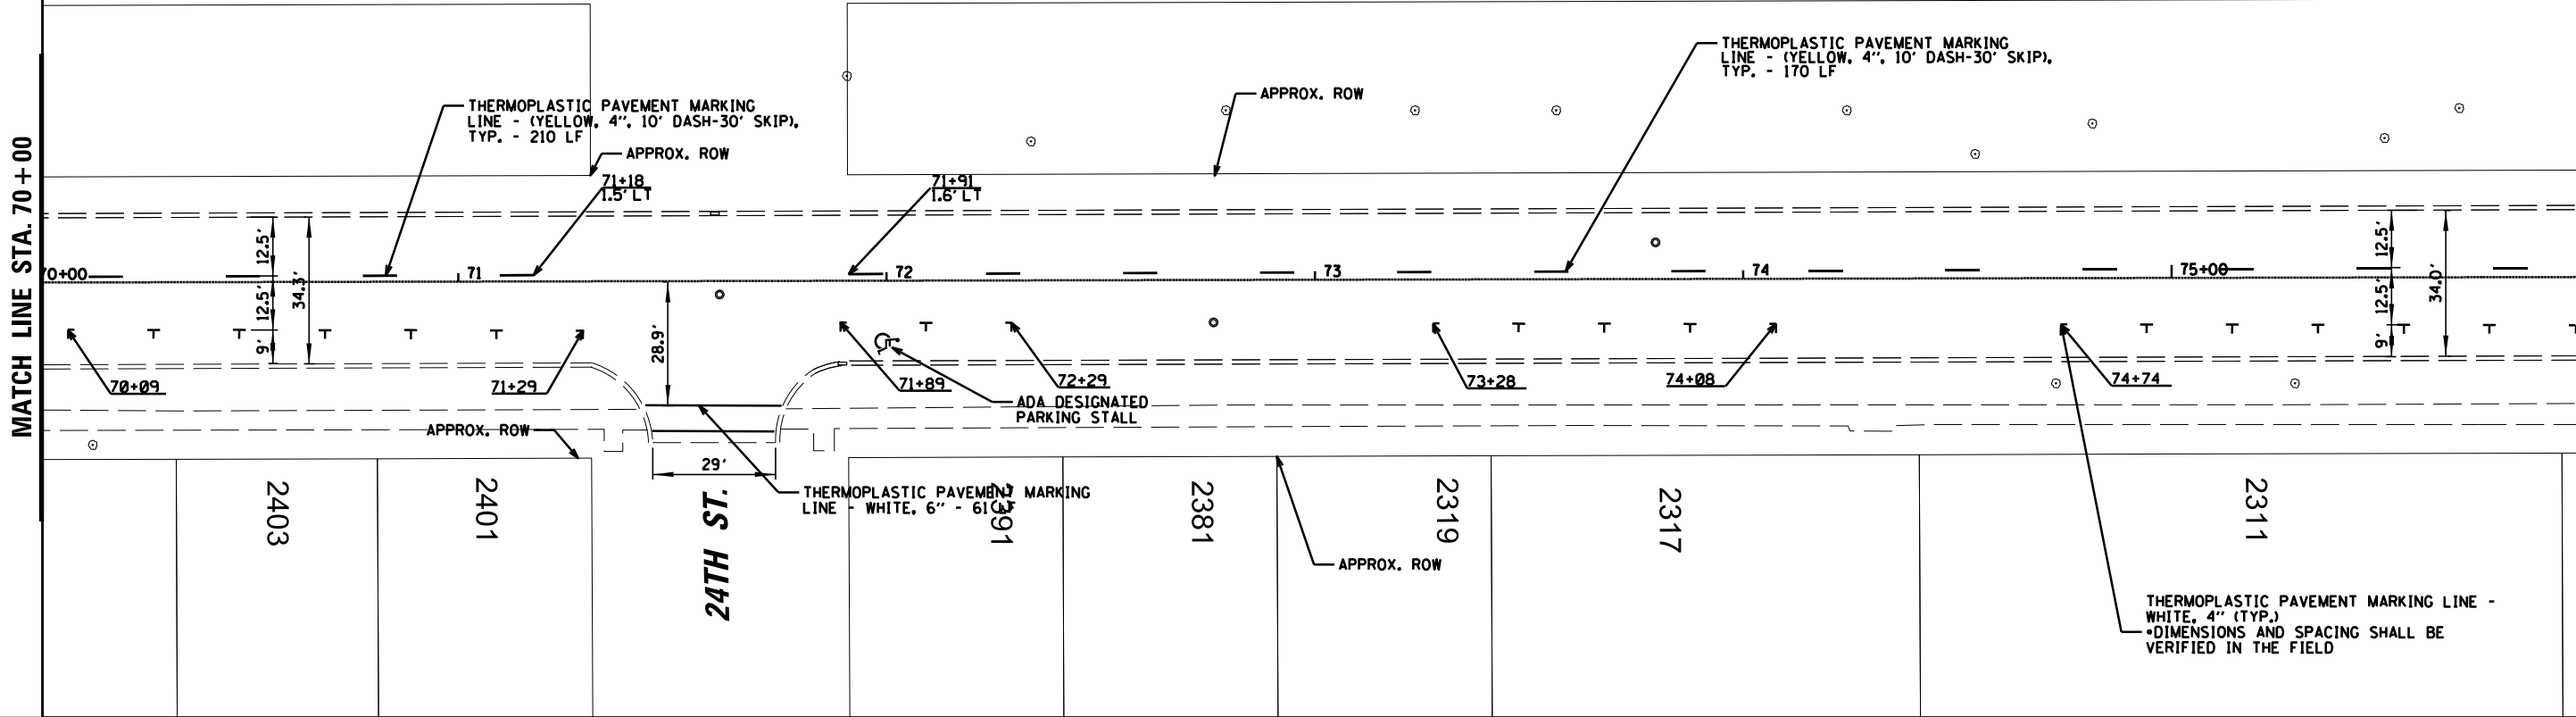 MATCH LINE STA. 70+00
THERMOPLASTIC PAVEMENT MARKING
LINE - (YELLOW, 4'', 10' DASH-30' SKIP),
TYP. - 210 LF
APPROX. ROW
71+18
1.5' LT
71+91
1.6' LT
APPROX. ROW
THERMOPLASTIC PAVEMENT MARKING
LINE - (YELLOW, 4'', 10' DASH-30' SKIP),
TYP. - 170 LF
70+00
71
72
73
74
75+00
12.5'
12.5'
9'
34.3'
28.9'
12.5'
12.5'
9'
34.0'
70+09
71+29
71+89
72+29
73+28
74+08
74+74
ADA DESIGNATED
PARKING STALL
APPROX. ROW
29'
THERMOPLASTIC PAVEMENT MARKING
LINE - WHITE, 6'' - 61 LF
24TH ST.
2403
2401
2391
2381
2319
2317
2311
APPROX. ROW
THERMOPLASTIC PAVEMENT MARKING LINE -
WHITE, 4'' (TYP.)
*DIMENSIONS AND SPACING SHALL BE
VERIFIED IN THE FIELD